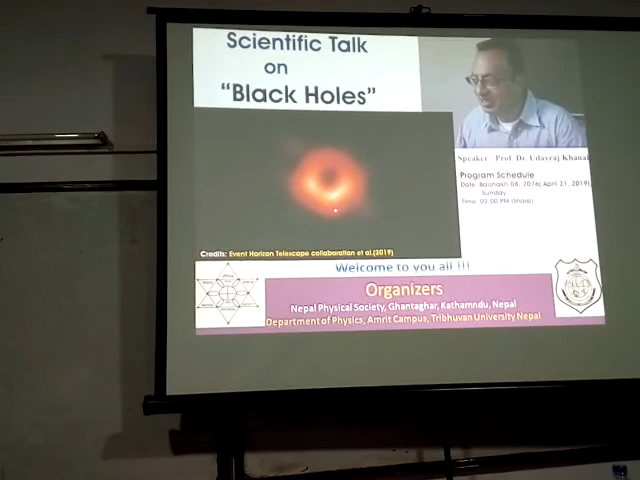 Scientific Talk
on
“Black Holes”
Speaker - Prof. Dr. Udayraj Khanal
Program Schedule
Date: Baishakh 08, 2076( April 21, 2019),
Sunday
Time: 02:00 PM (Sharp)
Credits: Event Horizon Telescope collaboration et al.(2019)
Welcome to you all !!!
Organizers
Nepal Physical Society, Ghantaghar, Kathamndu, Nepal
Department of Physics, Amrit Campus, Tribhuvan University Nepal